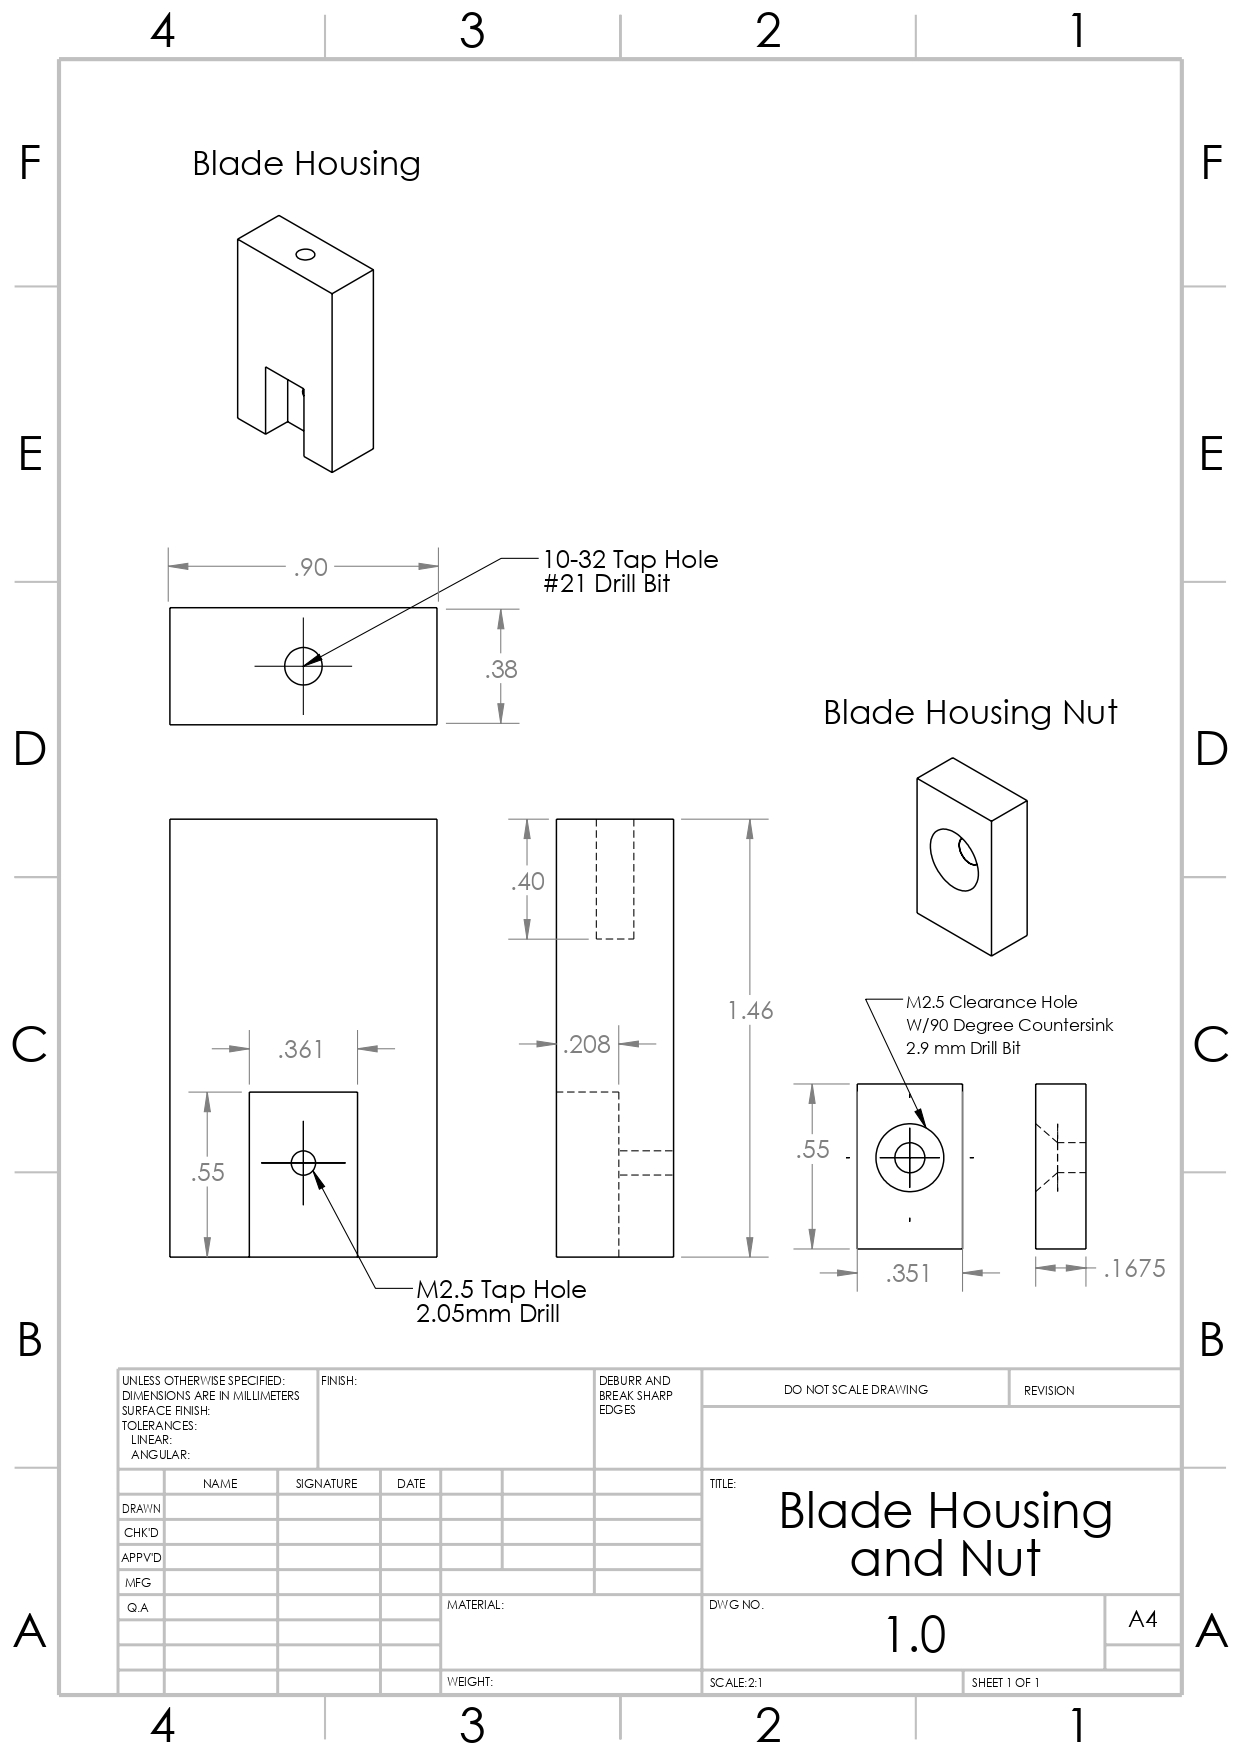 4 3 2 1
F F
Blade Housing
E E
.90
10-32 Tap Hole
#21 Drill Bit
.38
D D
Blade Housing Nut
.40
1.46
C C
.361
.208
M2.5 Clearance Hole
W/90 Degree Countersink
2.9 mm Drill Bit
.55
.55
.351
.1675
M2.5 Tap Hole
2.05mm Drill
B B
UNLESS OTHERWISE SPECIFIED:
DIMENSIONS ARE IN MILLIMETERS
SURFACE FINISH:
TOLERANCES:
LINEAR:
ANGULAR:
FINISH:
DEBURR AND
BREAK SHARP
EDGES
DO NOT SCALE DRAWING
REVISION
NAME SIGNATURE DATE
DRAWN
CHK'D
APPV'D
MFG
Q.A
TITLE:
Blade Housing
and Nut
MATERIAL:
DWG NO.
1.0
A4
A A
WEIGHT:
SCALE:2:1
SHEET 1 OF 1
4 3 2 1